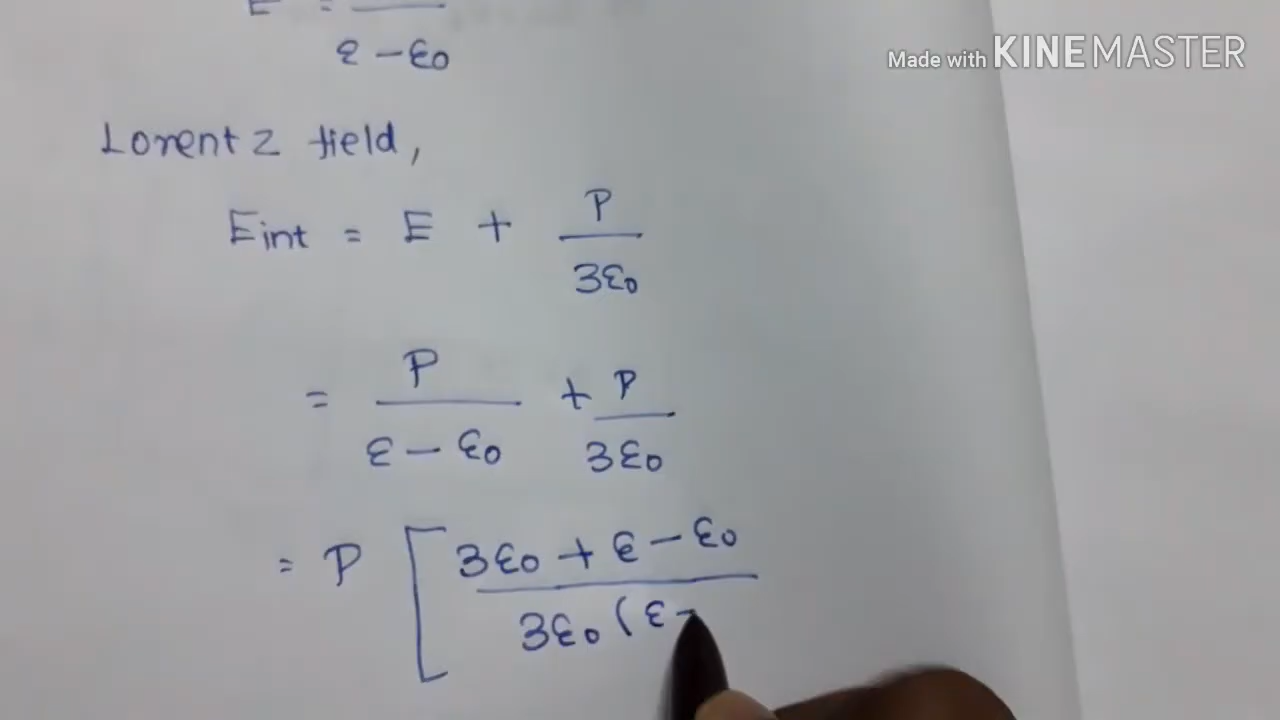 E =
ε - ε₀
Made with KINEMASTER
Lorentz field,
Eint = E + P / 3ε₀
= P / ε - ε₀ + P / 3ε₀
= P [ 3ε₀ + ε - ε₀ / 3ε₀ ( ε -